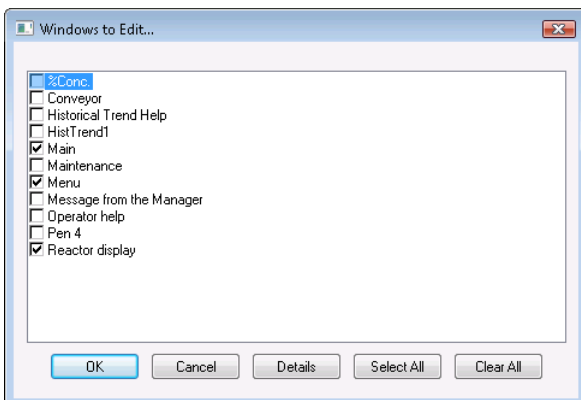 Windows to Edit...
%Conc.
Conveyor
Historical Trend Help
HistTrend1
Main
Maintenance
Menu
Message from the Manager
Operator help
Pen 4
Reactor display
OK Cancel Details Select All Clear All